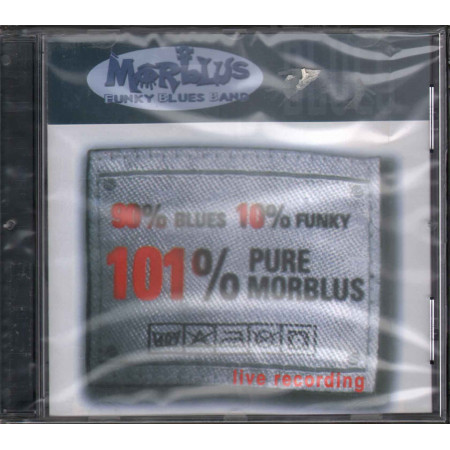 MORBLUS
FUNKY BLUES BAND
90% BLUES 10% FUNKY
101% PURE
MORBLUS
live recording